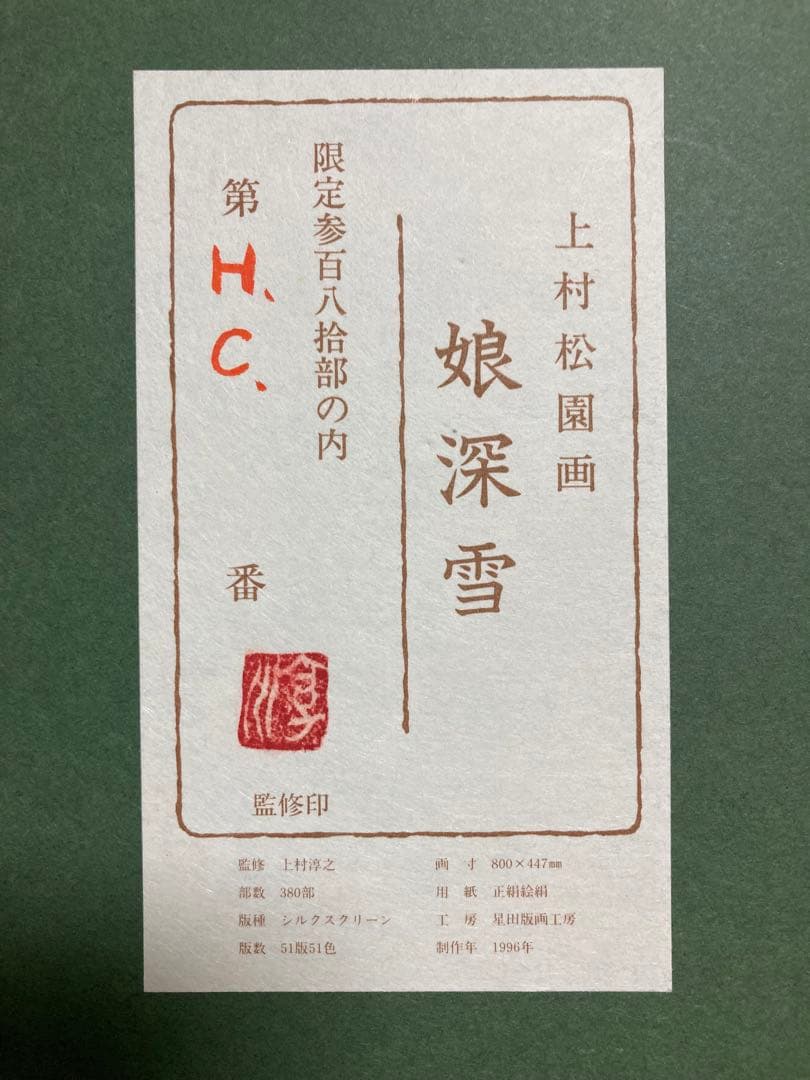 上村松園画
娘深雪
限定参百八拾部の内
第H.C.番
淳
監修印
監修 上村淳之
部数 380部
版種 シルクスクリーン
版数 51版51色
画寸 800×447㎜
用紙 正絹絵絹
工房 星田版画工房
制作年 1996年